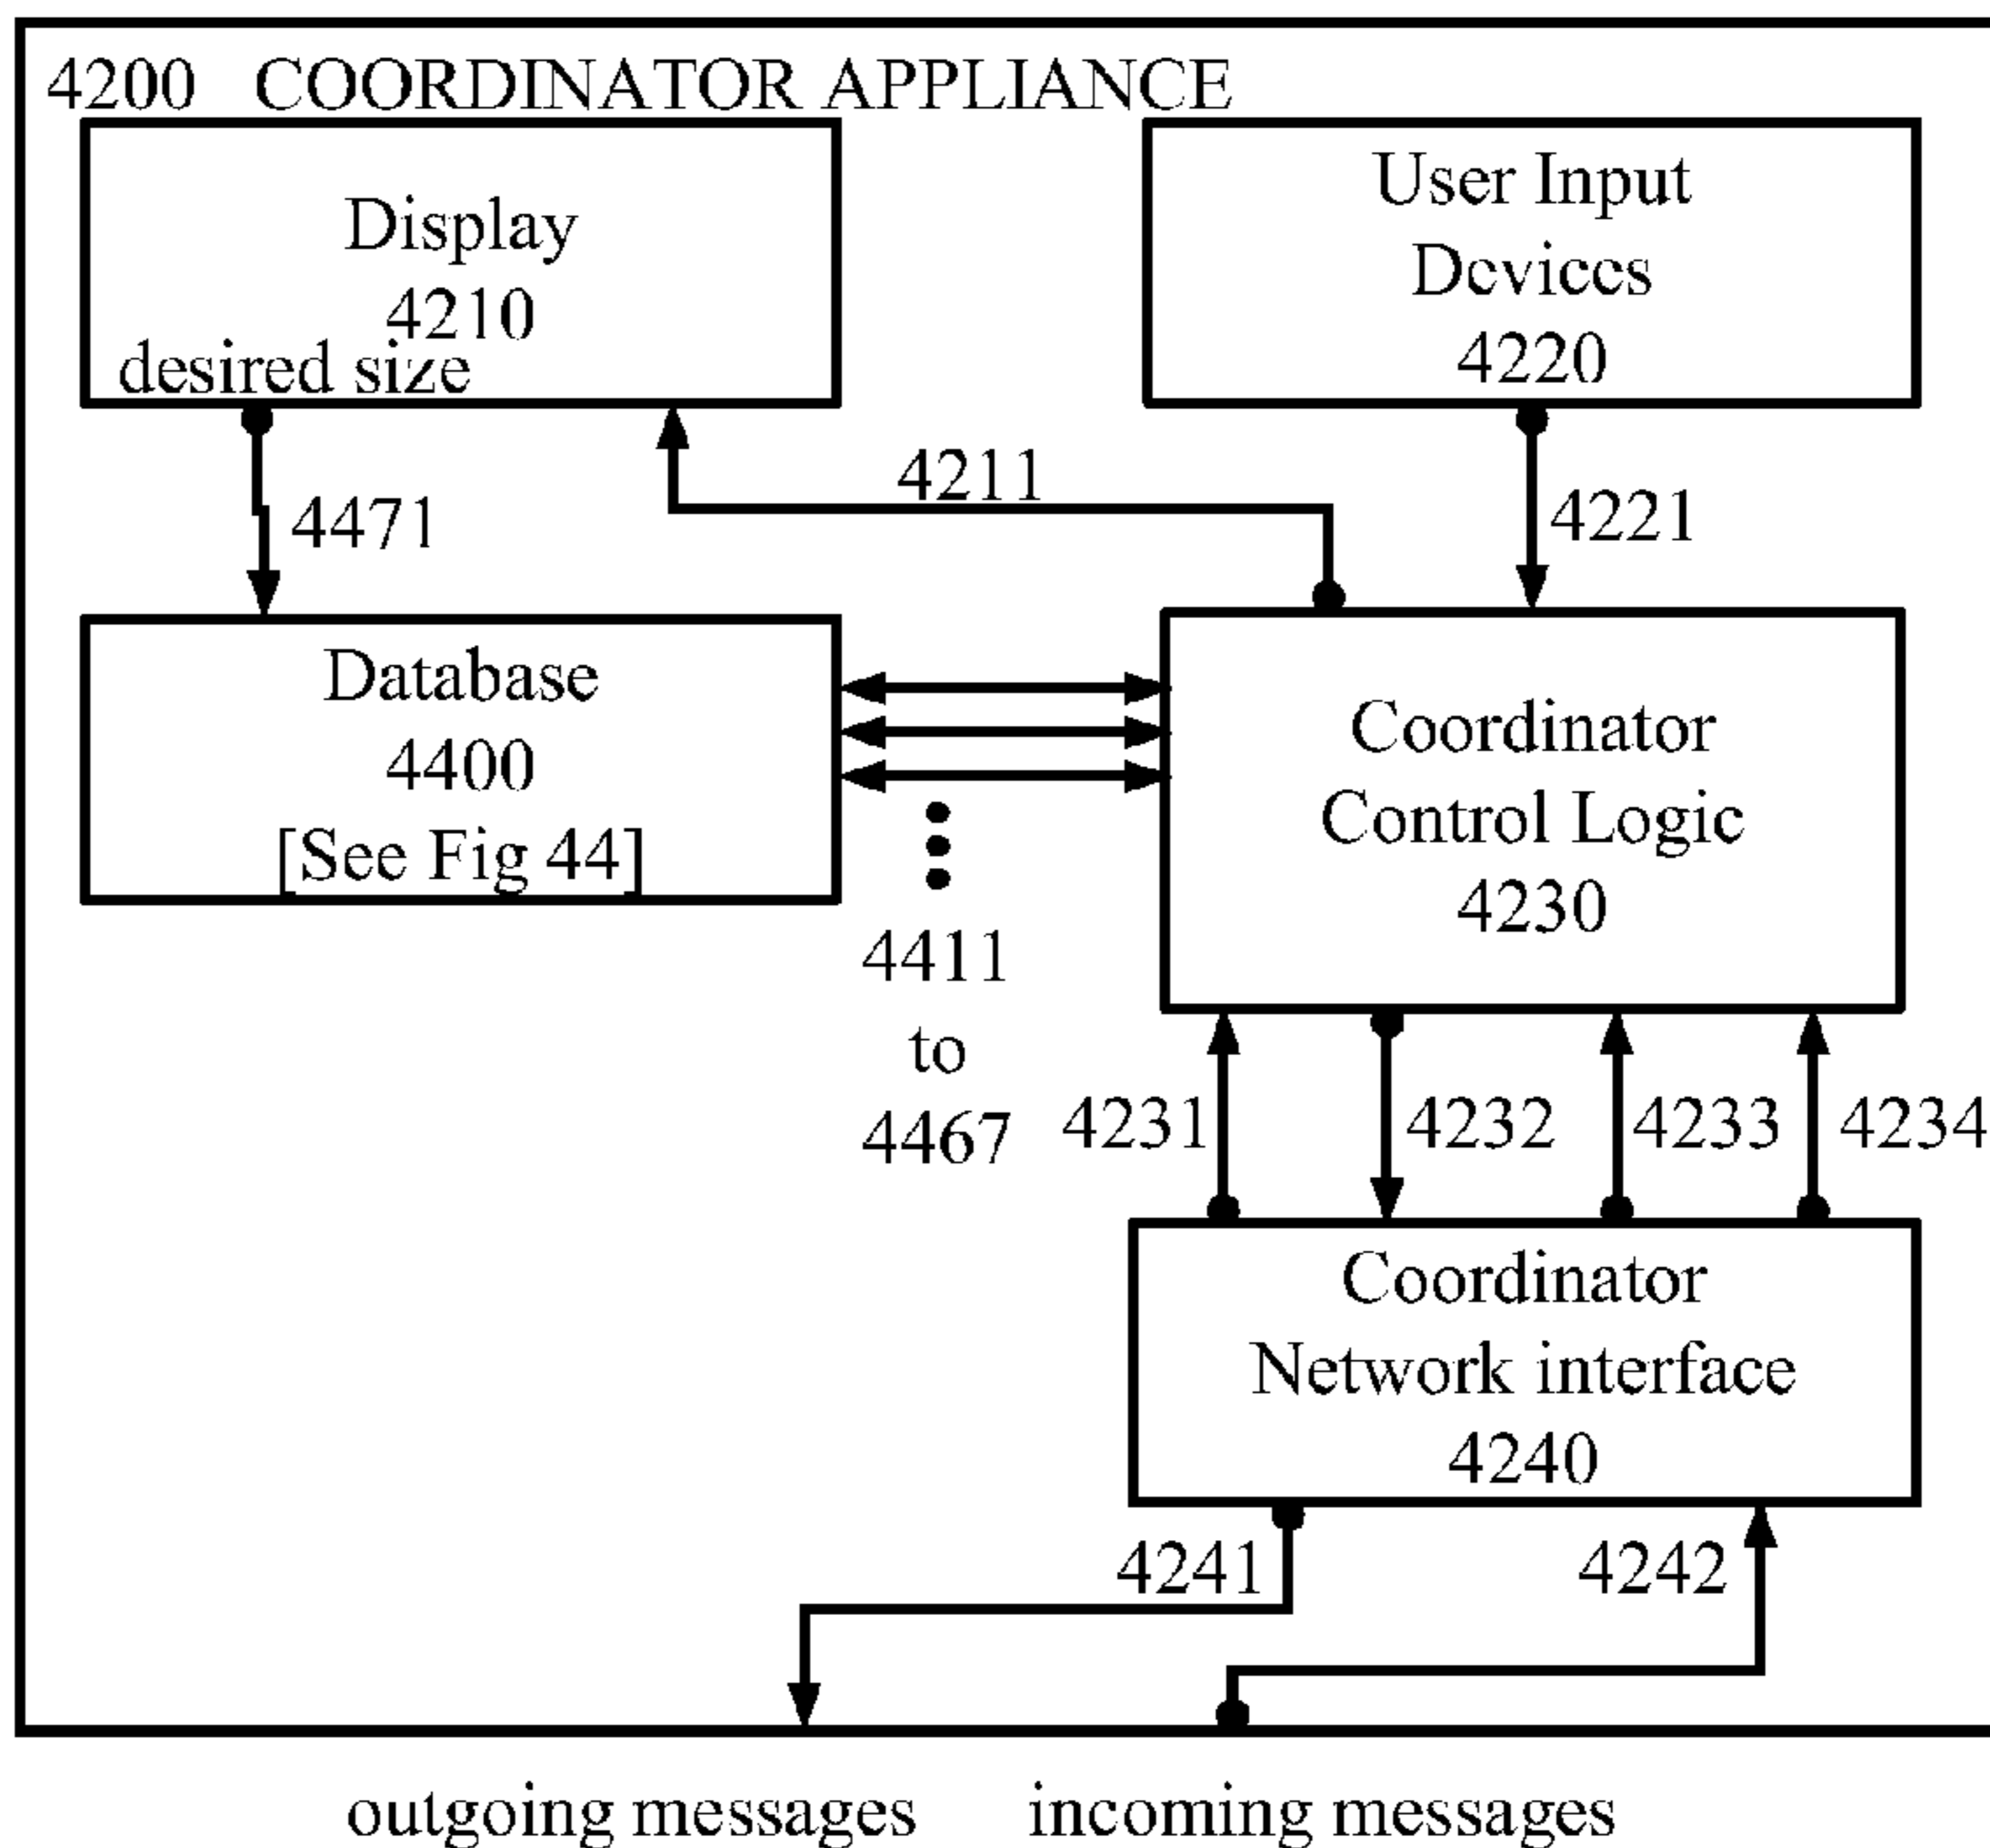 4200 COORDINATOR APPLIANCE
Display
4210
desired size
User Input
Devices
4220
4211
4471
4221
Database
4400
[See Fig 44]
Coordinator
Control Logic
4230
4411
to
4467
4231
4232
4233
4234
Coordinator
Network interface
4240
4241
4242
outgoing messages
incoming messages